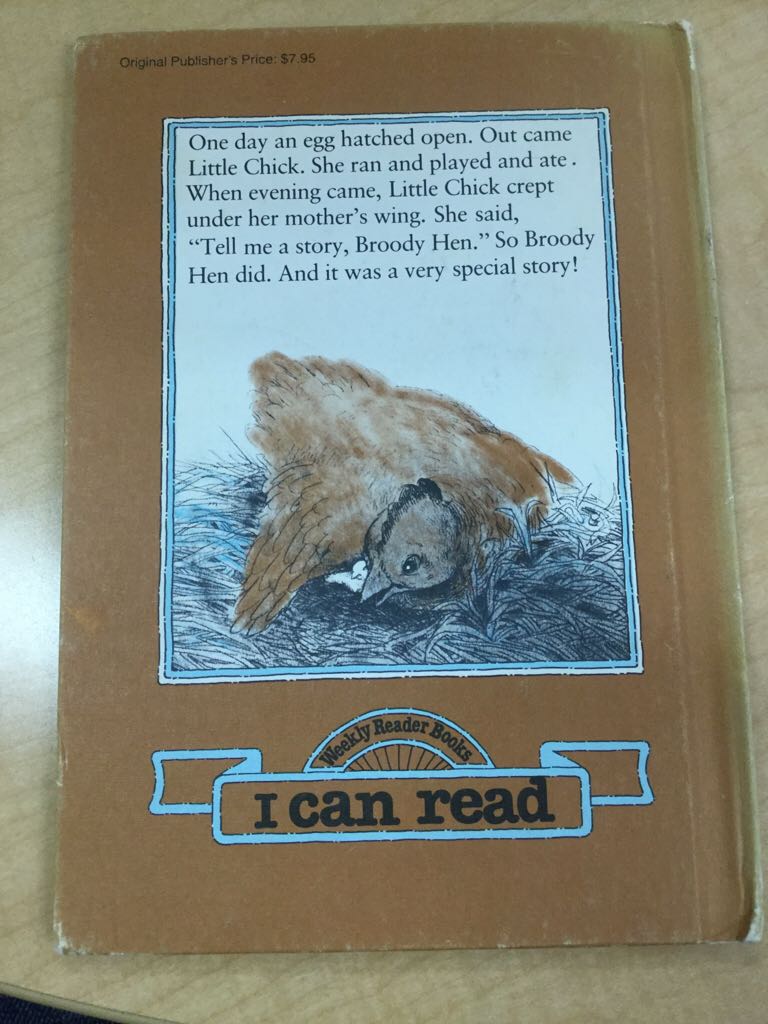 Original Publisher's Price: $7.95
One day an egg hatched open. Out came
Little Chick. She ran and played and ate.
When evening came, Little Chick crept
under her mother's wing. She said,
“Tell me a story, Broody Hen.” So Broody
Hen did. And it was a very special story!
Weekly Reader Books
I can read